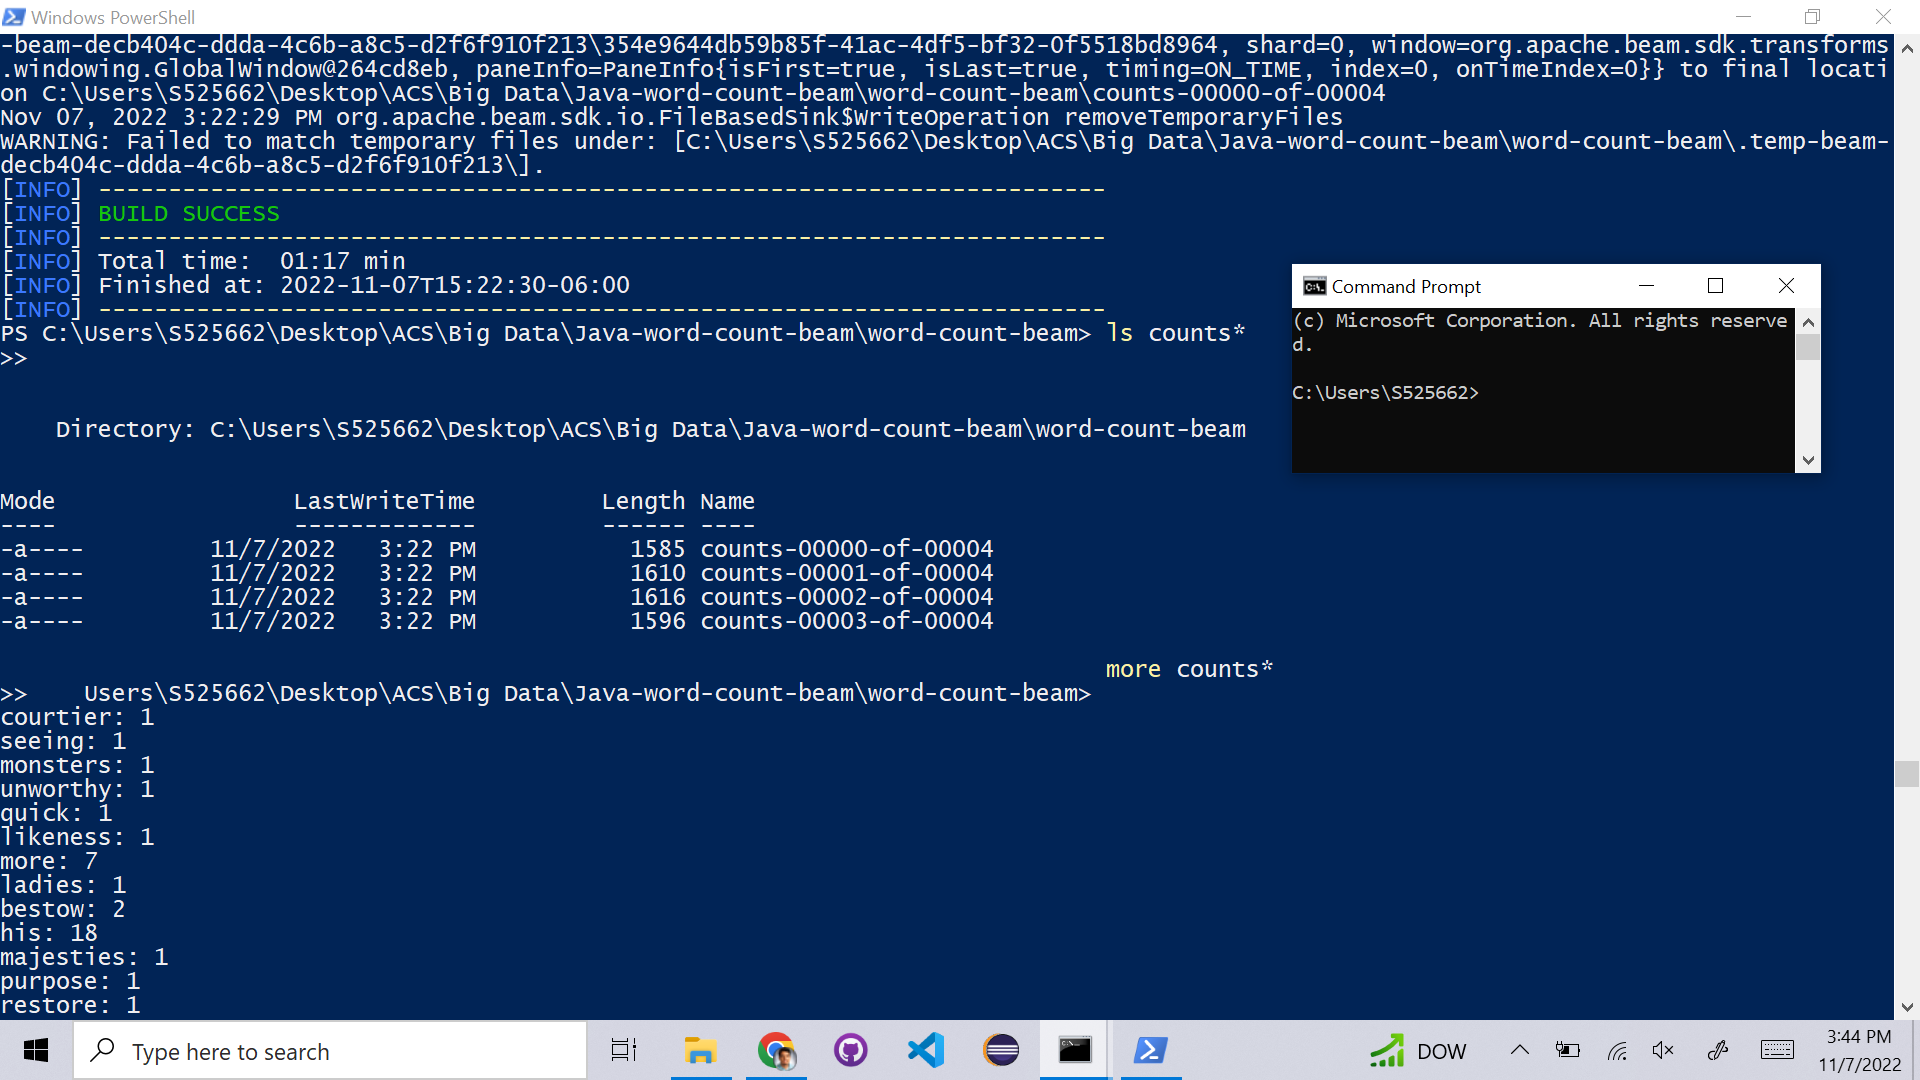 Windows PowerShell
-beam-decb404c-ddda-4c6b-a8c5-d2f6f910f213\354e9644db59b85f-41ac-4df5-bf32-0f5518bd8964, shard=0, window=org.apache.beam.sdk.transforms
.windowing.GlobalWindow@264cd8eb, paneInfo=PaneInfo{isFirst=true, isLast=true, timing=ON_TIME, index=0, onTimeIndex=0}} to final locati
on C:\Users\S525662\Desktop\ACS\Big Data\Java-word-count-beam\word-count-beam\counts-00000-of-00004
Nov 07, 2022 3:22:29 PM org.apache.beam.sdk.io.FileBasedSink$WriteOperation removeTemporaryFiles
WARNING: Failed to match temporary files under: [C:\Users\S525662\Desktop\ACS\Big Data\Java-word-count-beam\word-count-beam\.temp-beam-
decb404c-ddda-4c6b-a8c5-d2f6f910f213\].
[INFO] ------------------------------------------------------------------------
[INFO] BUILD SUCCESS
[INFO] ------------------------------------------------------------------------
[INFO] Total time:  01:17 min
[INFO] Finished at: 2022-11-07T15:22:30-06:00
[INFO] ------------------------------------------------------------------------
PS C:\Users\S525662\Desktop\ACS\Big Data\Java-word-count-beam\word-count-beam> ls counts*
>>
Directory: C:\Users\S525662\Desktop\ACS\Big Data\Java-word-count-beam\word-count-beam
Mode                 LastWriteTime         Length Name
----                 -------------         ------ ----
-a----         11/7/2022   3:22 PM           1585 counts-00000-of-00004
-a----         11/7/2022   3:22 PM           1610 counts-00001-of-00004
-a----         11/7/2022   3:22 PM           1616 counts-00002-of-00004
-a----         11/7/2022   3:22 PM           1596 counts-00003-of-00004
more counts*
>>    Users\S525662\Desktop\ACS\Big Data\Java-word-count-beam\word-count-beam>
courtier: 1
seeing: 1
monsters: 1
unworthy: 1
quick: 1
likeness: 1
more: 7
ladies: 1
bestow: 2
his: 18
majesties: 1
purpose: 1
restore: 1
Command Prompt
(c) Microsoft Corporation. All rights reserve
d.
C:\Users\S525662>
Type here to search
DOW
3:44 PM
11/7/2022